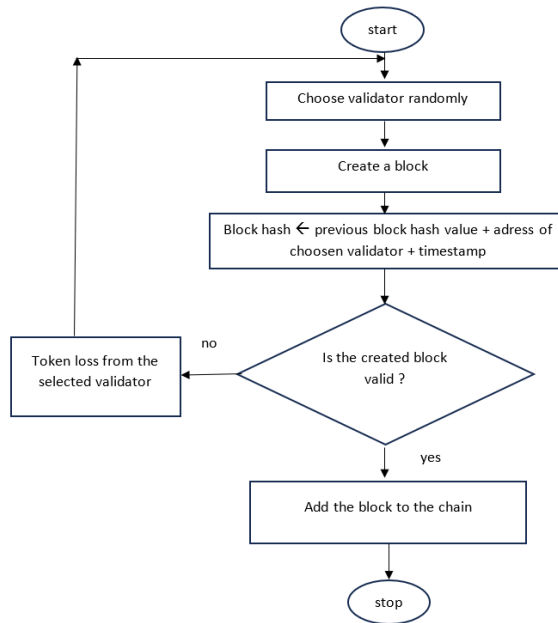 start
Choose validator randomly
Create a block
Block hash ← previous block hash value + adress of
choosen validator + timestamp
Is the created block
valid ?
no
Token loss from the
selected validator
yes
Add the block to the chain
stop